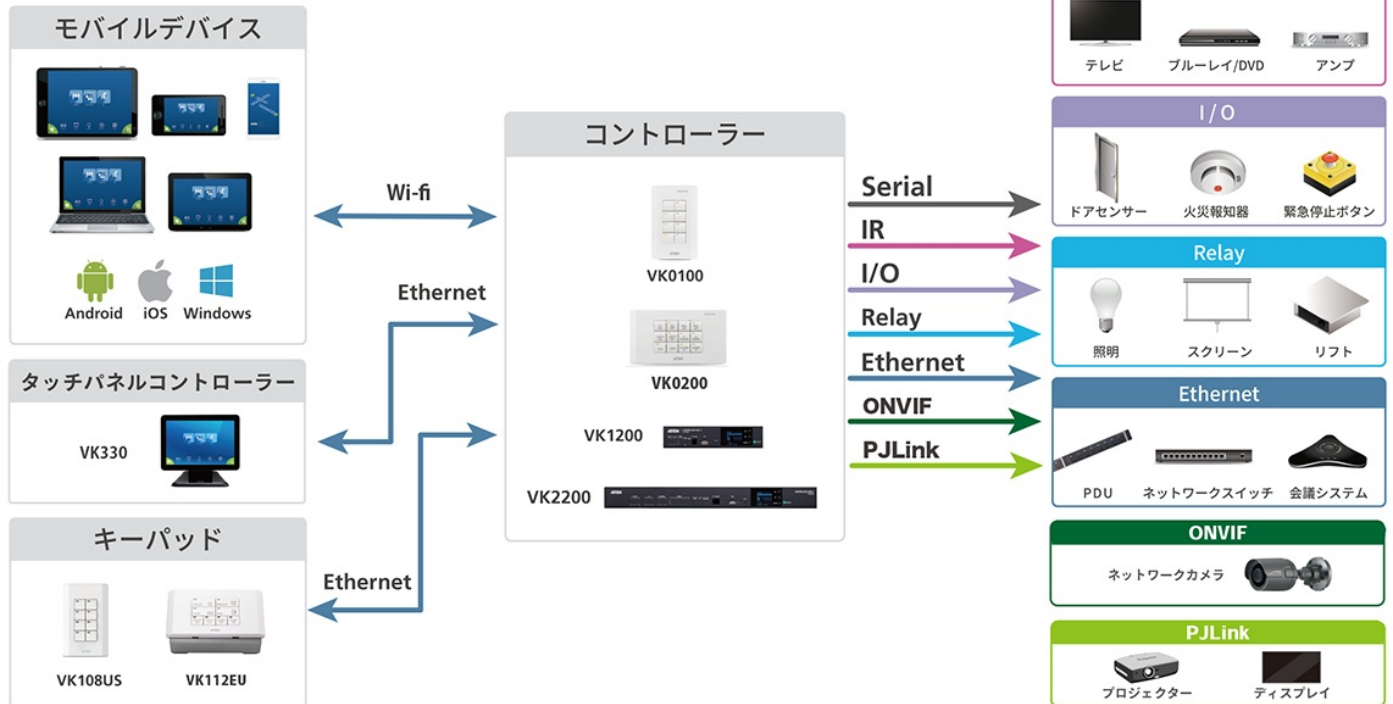 モバイルデバイス
Android iOS Windows
タッチパネルコントローラー
VK330
キーパッド
VK108US VK112EU
Wi-fi
Ethernet
Ethernet
コントローラー
VK0100
VK0200
VK1200
VK2200
Serial
IR
I/O
Relay
Ethernet
ONVIF
PJLink
テレビ ブルーレイ/DVD アンプ
I/O
ドアセンサー 火災報知器 緊急停止ボタン
Relay
照明 スクリーン リフト
Ethernet
PDU ネットワークスイッチ 会議システム
ONVIF
ネットワークカメラ
PJLink
プロジェクター ディスプレイ